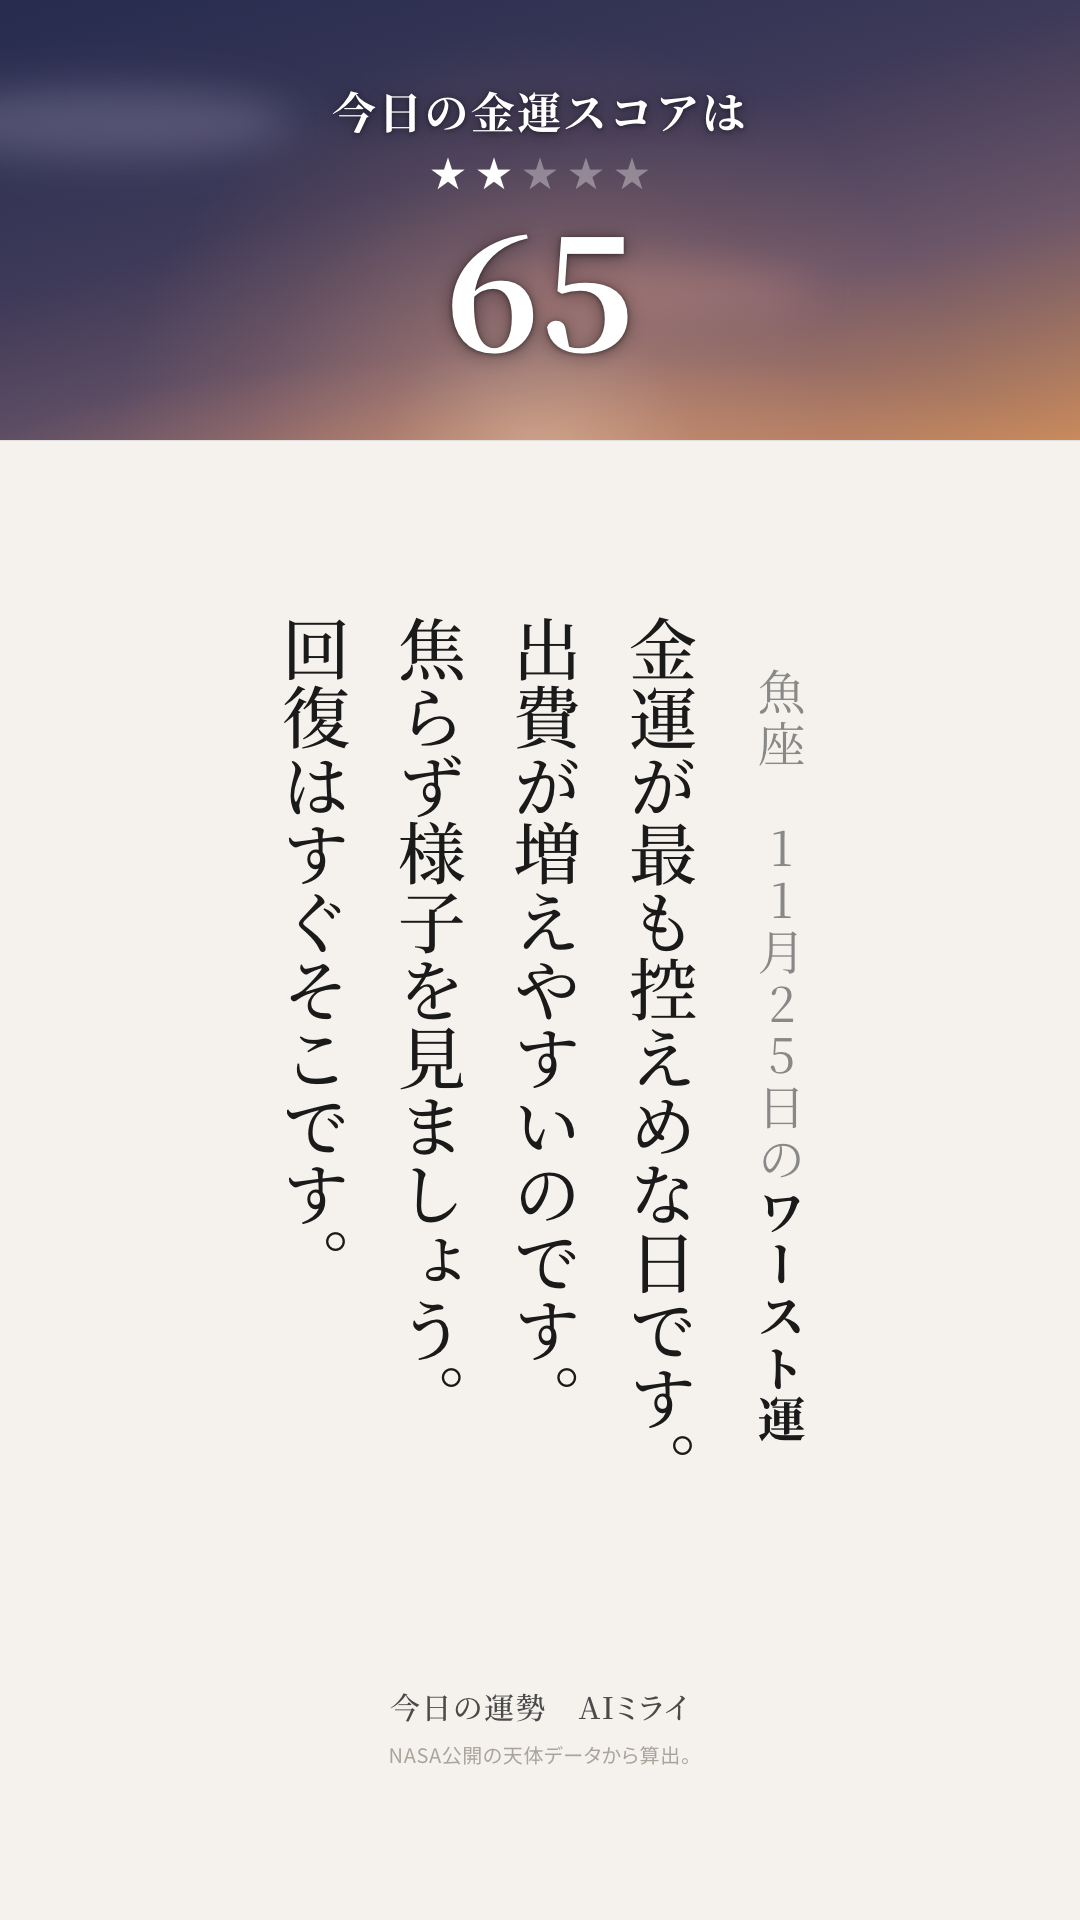 今日の金運スコアは
★★★★★
65
魚座　11月25日のワースト運
金運が最も控えめな日です。
出費が増えやすいのです。
焦らず様子を見ましょう。
回復はすぐそこです。
今日の運勢　AIミライ
NASA公開の天体データから算出。